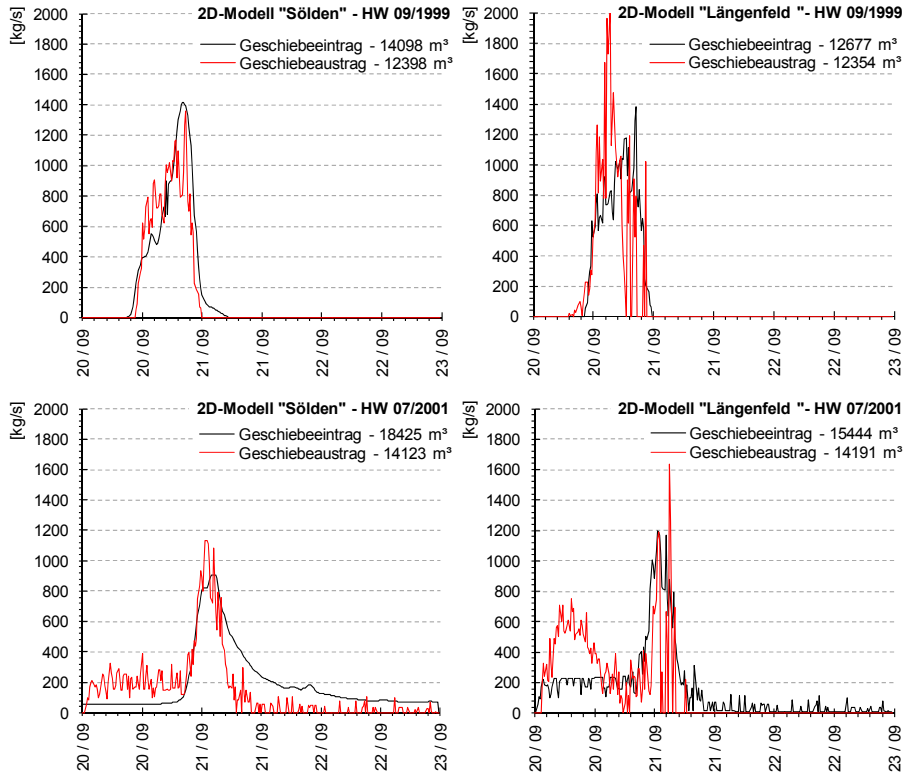 [kg/s]
2D-Modell "Sölden" - HW 09/1999
Geschiebeeintrag - 14098 m³
Geschiebeaustrag - 12398 m³
2000
1800
1600
1400
1200
1000
800
600
400
200
0
20 / 09
20 / 09
21 / 09
21 / 09
22 / 09
22 / 09
23 / 09
[kg/s]
2D-Modell "Längenfeld "- HW 09/1999
Geschiebeeintrag - 12677 m³
Geschiebeaustrag - 12354 m³
2000
1800
1600
1400
1200
1000
800
600
400
200
0
20 / 09
20 / 09
21 / 09
21 / 09
22 / 09
22 / 09
23 / 09
[kg/s]
2D-Modell "Sölden" - HW 07/2001
Geschiebeeintrag - 18425 m³
Geschiebeaustrag - 14123 m³
2000
1800
1600
1400
1200
1000
800
600
400
200
0
20 / 09
20 / 09
21 / 09
21 / 09
22 / 09
22 / 09
23 / 09
[kg/s]
2D-Modell "Längenfeld "- HW 07/2001
Geschiebeeintrag - 15444 m³
Geschiebeaustrag - 14191 m³
2000
1800
1600
1400
1200
1000
800
600
400
200
0
20 / 09
20 / 09
21 / 09
21 / 09
22 / 09
22 / 09
23 / 09